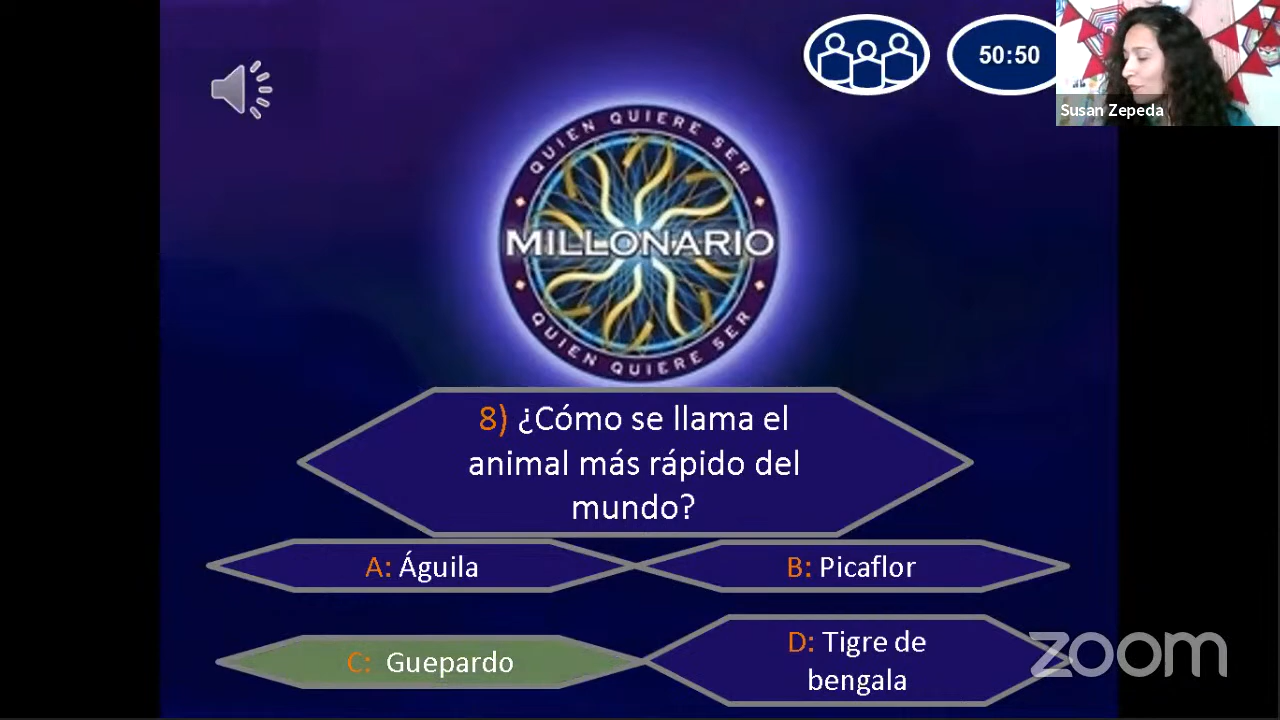 50:50
Susan Zepeda
QUIEN QUIERE SER
MILLONARIO
QUIEN QUIERE SER
8) ¿Cómo se llama el
animal más rápido del
mundo?
A: Águila
B: Picaflor
C: Guepardo
D: Tigre de
bengala
zoom